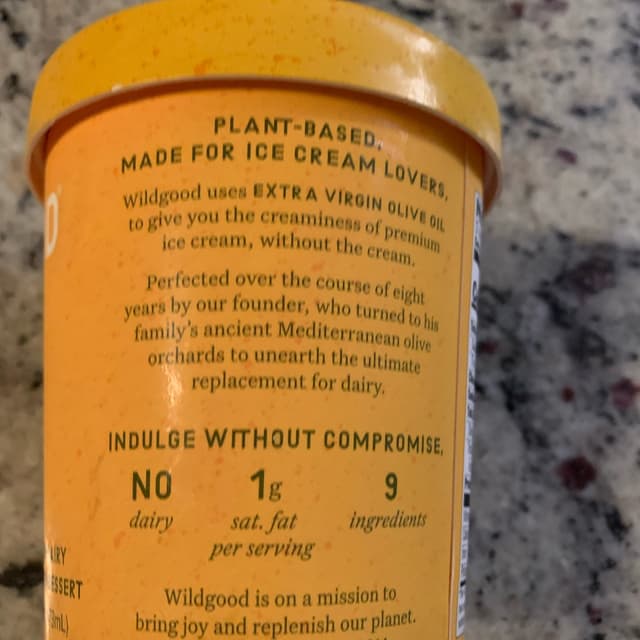 PLANT-BASED,
MADE FOR ICE CREAM LOVERS.
Wildgood uses EXTRA VIRGIN OLIVE OIL
to give you the creaminess of premium
ice cream, without the cream.
Perfected over the course of eight
years by our founder, who turned to his
family's ancient Mediterranean olive
orchards to unearth the ultimate
replacement for dairy.
INDULGE WITHOUT COMPROMISE.
NO 1g 9
dairy sat. fat ingredients
per serving
Wildgood is on a mission to
bring joy and replenish our planet.